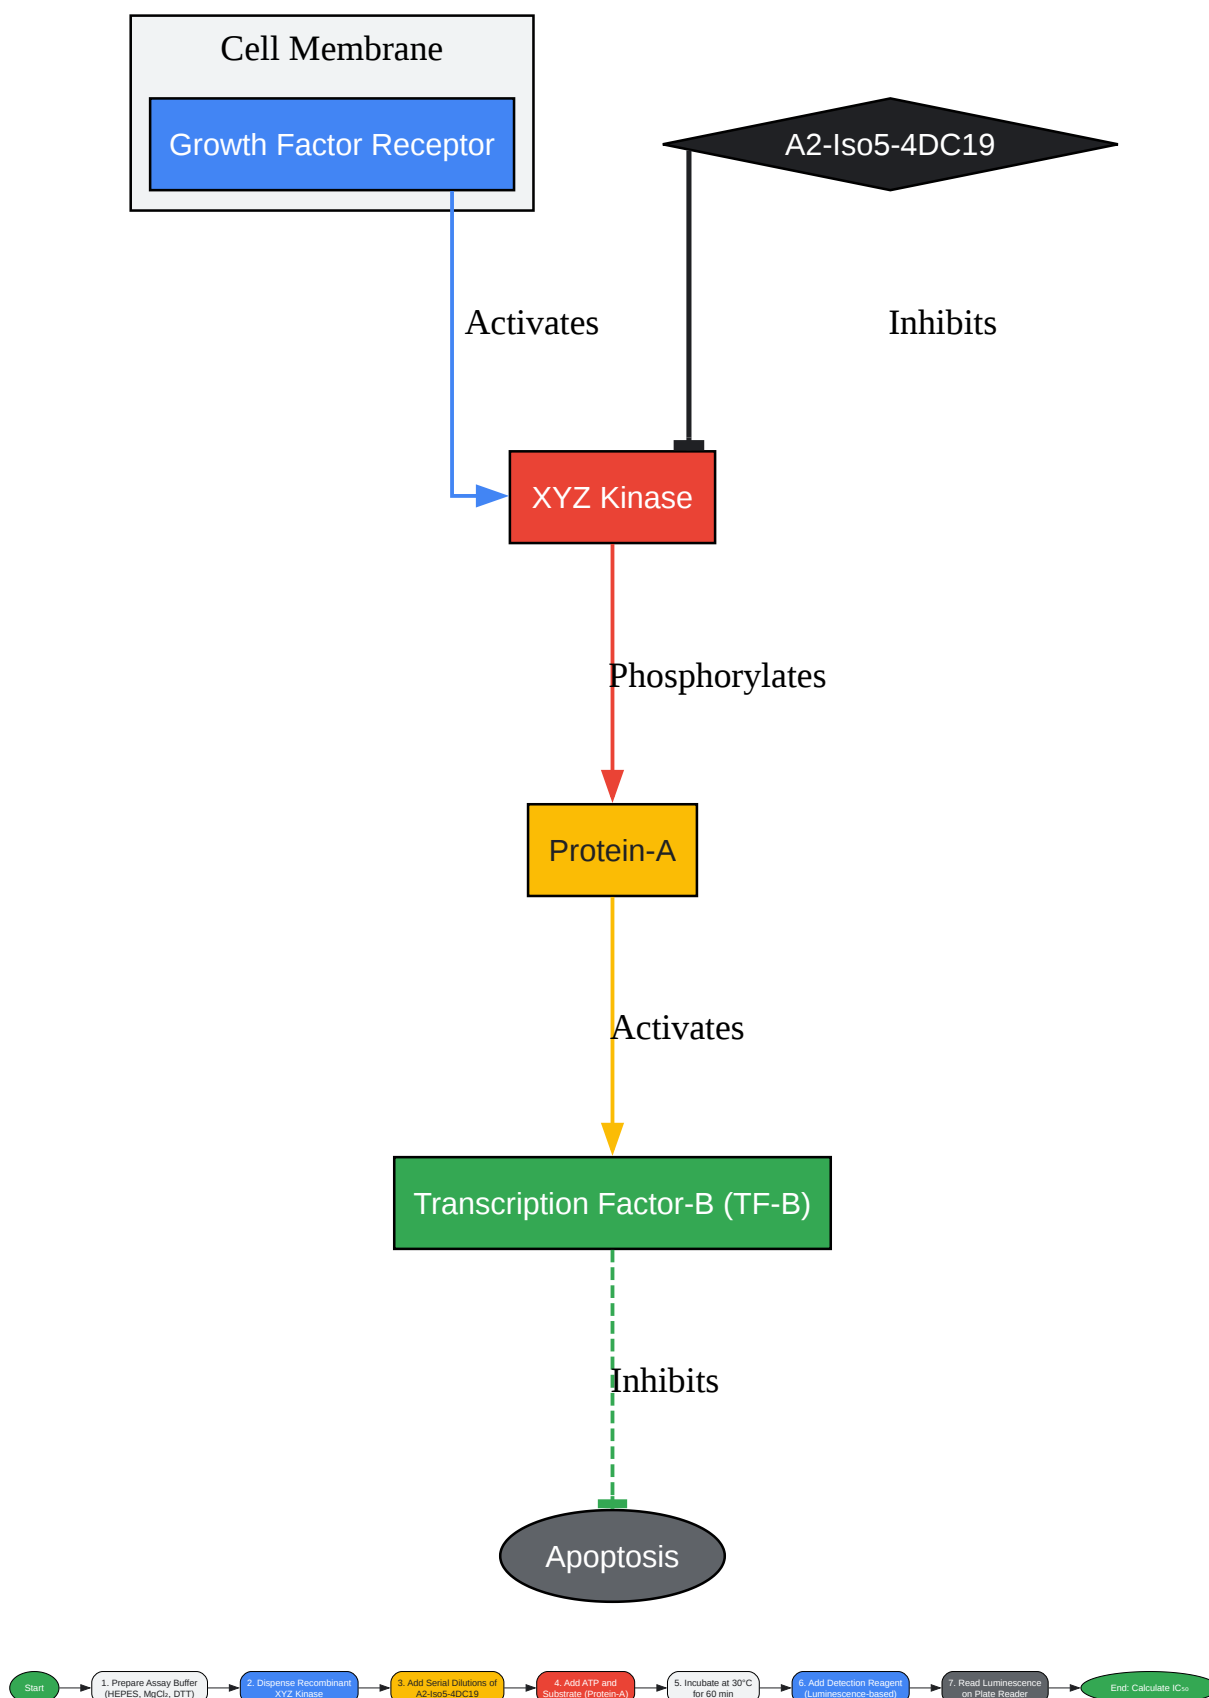 Cell Membrane
Growth Factor Receptor
A2-Iso5-4DC19
Activates
Inhibits
XYZ Kinase
Phosphorylates
Protein-A
Activates
Transcription Factor-B (TF-B)
Inhibits
Apoptosis
Start
1. Prepare Assay Buffer
(HEPES, MgCl₂, DTT)
2. Dispense Recombinant
XYZ Kinase
3. Add Serial Dilutions of
A2-Iso5-4DC19
4. Add ATP and
Substrate (Protein-A)
5. Incubate at 30°C
for 60 min
6. Add Detection Reagent
(Luminescence-based)
7. Read Luminescence
on Plate Reader
End: Calculate IC₅₀